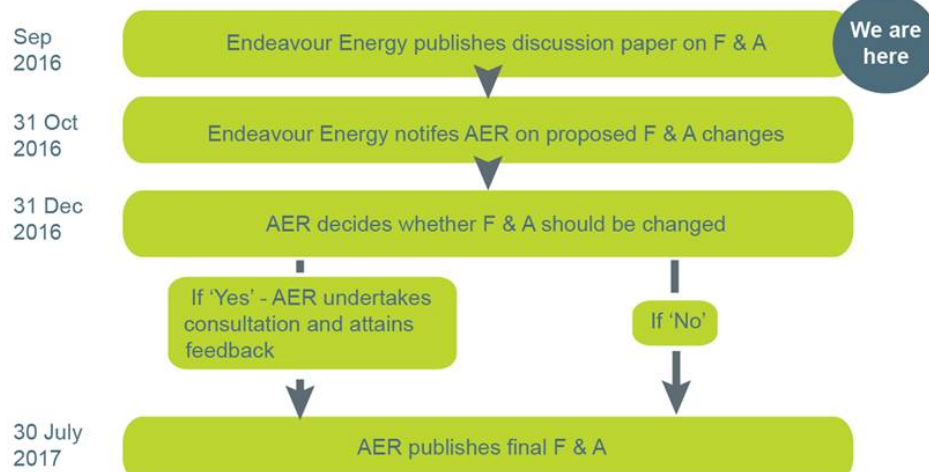 Sep
2016
Endeavour Energy publishes discussion paper on F & A
We are
here
31 Oct
2016
Endeavour Energy notifes AER on proposed F & A changes
31 Dec
2016
AER decides whether F & A should be changed
If 'Yes' - AER undertakes
consultation and attains
feedback
If 'No'
30 July
2017
AER publishes final F & A